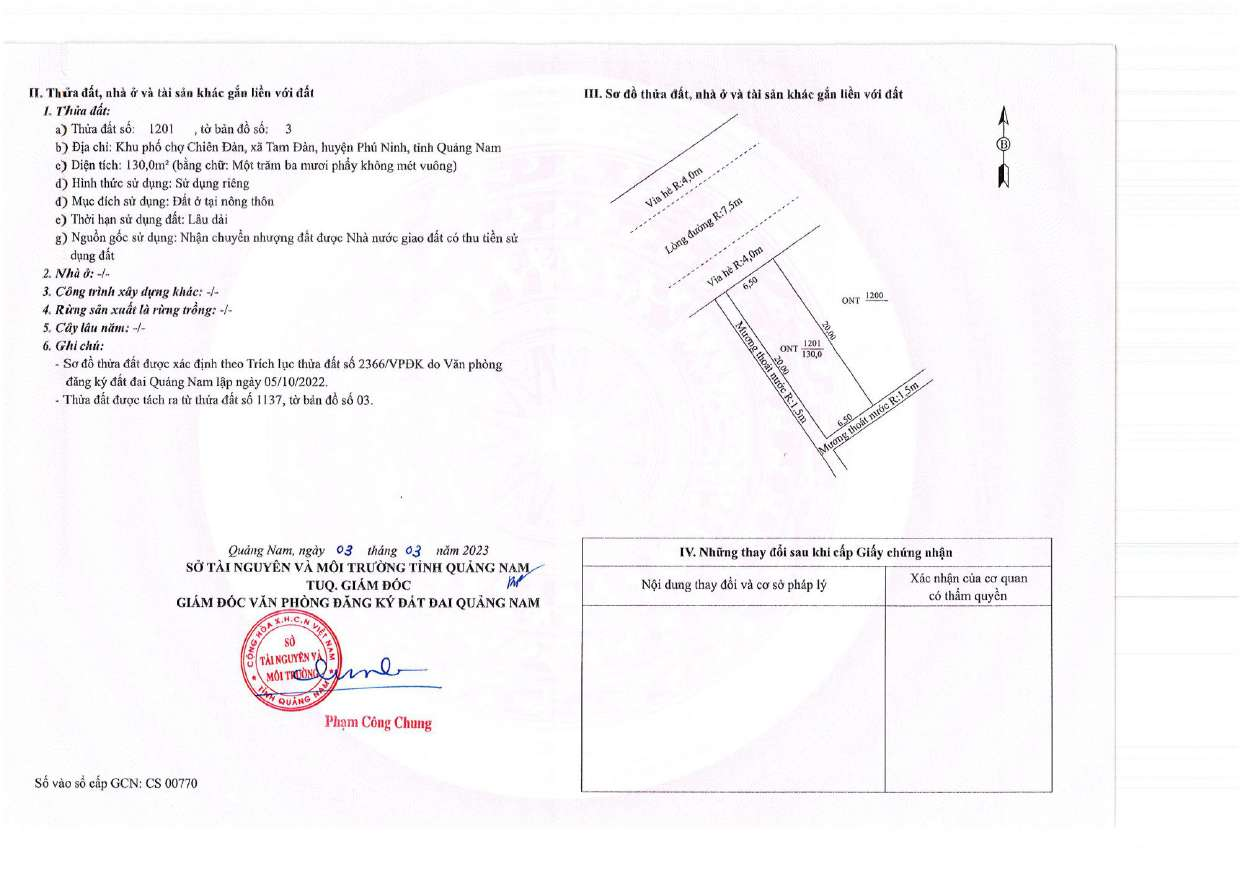 II. Thửa đất, nhà ở và tài sản khác gắn liền với đất
1. Thửa đất:
a) Thửa đất số: 1201 , tờ bản đồ số: 3
b) Địa chỉ: Khu phố chợ Chiên Đàn, xã Tam Đàn, huyện Phú Ninh, tỉnh Quảng Nam
c) Diện tích: 130,0m² (bằng chữ: Một trăm ba mươi phẩy không mét vuông)
d) Hình thức sử dụng: Sử dụng riêng
đ) Mục đích sử dụng: Đất ở tại nông thôn
e) Thời hạn sử dụng đất: Lâu dài
g) Nguồn gốc sử dụng: Nhận chuyển nhượng đất được Nhà nước giao đất có thu tiền sử
dụng đất
2. Nhà ở: -/-
3. Công trình xây dựng khác: -/-
4. Rừng sản xuất là rừng trồng: -/-
5. Cây lâu năm: -/-
6. Ghi chú:
- Sơ đồ thửa đất được xác định theo Trích lục thửa đất số 2366/VPĐK do Văn phòng
đăng ký đất đai Quảng Nam lập ngày 05/10/2022.
- Thửa đất được tách ra từ thửa đất số 1137, tờ bản đồ số 03.
Quảng Nam, ngày 03 tháng 03 năm 2023
SỞ TÀI NGUYÊN VÀ MÔI TRƯỜNG TỈNH QUẢNG NAM
TUQ. GIÁM ĐỐC
GIÁM ĐỐC VĂN PHÒNG ĐĂNG KÝ ĐẤT ĐAI QUẢNG NAM
CỘNG HÒA X.H.C.N VIỆT NAM
SỞ
TÀI NGUYÊN VÀ
MÔI TRƯỜNG
TỈNH QUẢNG NAM
Phạm Công Chung
Số vào sổ cấp GCN: CS 00770
III. Sơ đồ thửa đất, nhà ở và tài sản khác gắn liền với đất
B
Vỉa hè R:4,0m
Lòng đường R:7,5m
Vỉa hè R:4,0m
6,50
ONT 1200
20,00
ONT 1201
130,0
20,00
Mương thoát nước R:1,5m
6,50
Mương thoát nước R:1,5m
IV. Những thay đổi sau khi cấp Giấy chứng nhận
Nội dung thay đổi và cơ sở pháp lý
Xác nhận của cơ quan
có thẩm quyền